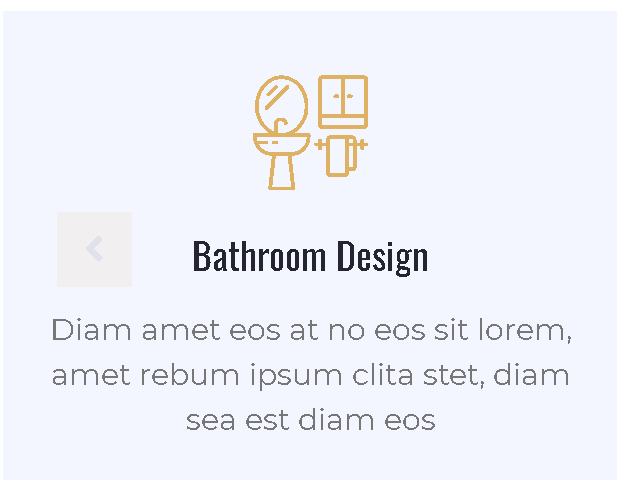 Bathroom Design
Diam amet eos at no eos sit lorem,
amet rebum ipsum clita stet, diam
sea est diam eos